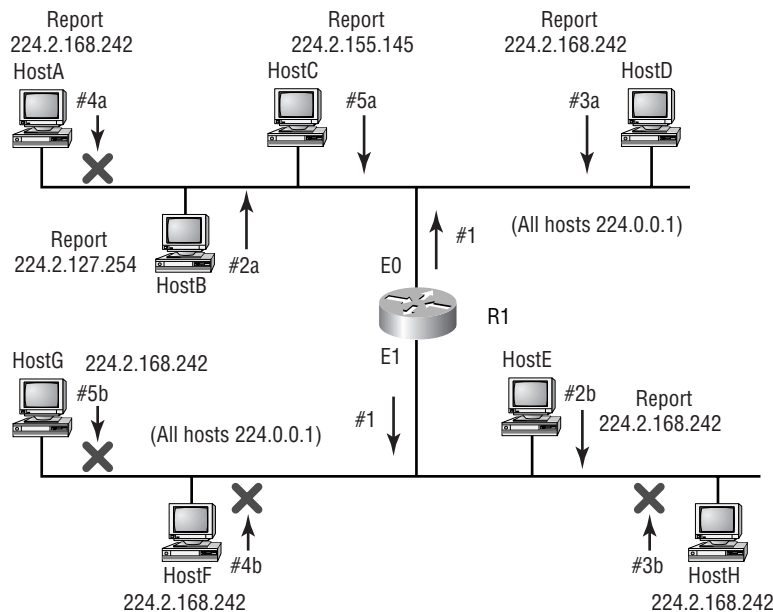 Report
224.2.168.242
HostA
#4a
Report
224.2.155.145
HostC
#5a
Report
224.2.168.242
HostD
#3a
Report
224.2.127.254
HostB
#2a
#1
(All hosts 224.0.0.1)
E0
R1
E1
HostG
224.2.168.242
#5b
(All hosts 224.0.0.1)
#1
HostE
#2b
Report
224.2.168.242
#4b
HostF
224.2.168.242
#3b
HostH
224.2.168.242